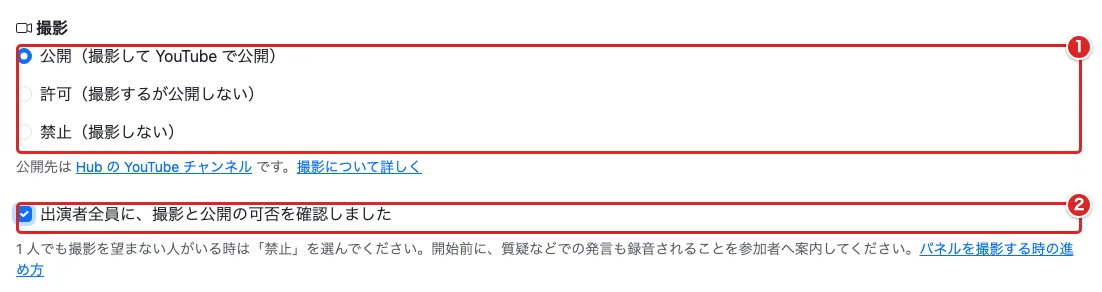 撮影
1
公開（撮影して YouTube で公開）
許可（撮影するが公開しない）
禁止（撮影しない）
公開先は Hub の YouTube チャンネル です。撮影について詳しく
2
出演者全員に、撮影と公開の可否を確認しました
1 人でも撮影を望まない人がいる時は「禁止」を選んでください。開始前に、質疑などでの発言も録音されることを参加者へ案内してください。パネルを撮影する時の進
め方